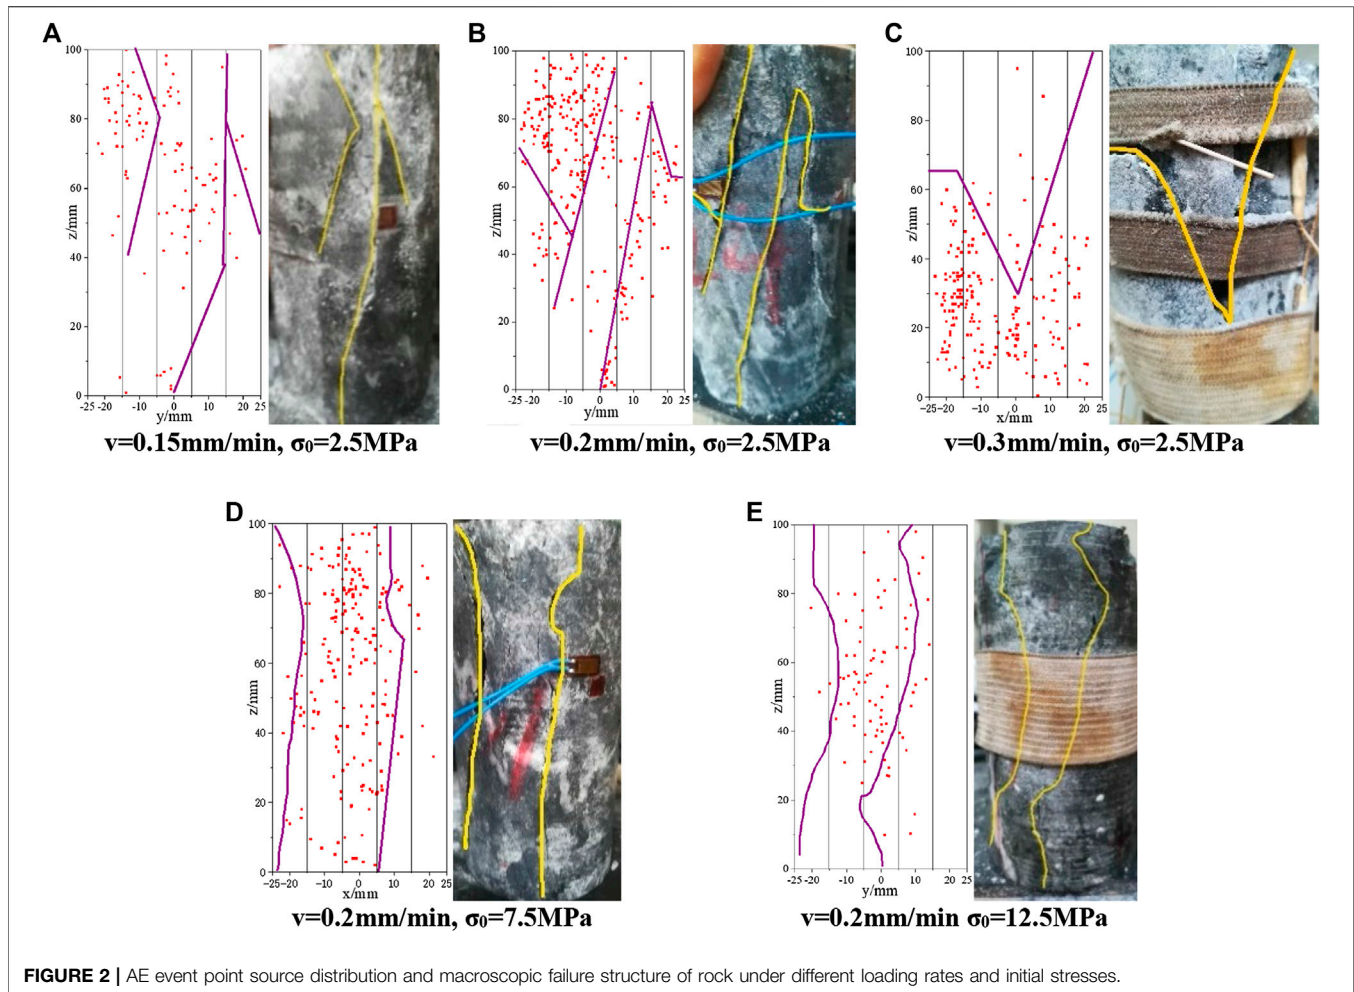 A
B
C
100
80
60
40
20
0
z/mm
-25 -20 -10 0 10 20 25
y/mm
100
80
60
40
20
0
z/mm
-25 -20 -10 0 10 20 25
y/mm
100
80
60
40
20
0
z/mm
-25 -20 -10 0 10 20 25
x/mm
v=0.15mm/min, σ0=2.5MPa
v=0.2mm/min, σ0=2.5MPa
v=0.3mm/min, σ0=2.5MPa
D
E
100
80
60
40
20
0
z/mm
-25 -20 -10 0 10 20 25
x/mm
100
80
60
40
20
0
z/mm
-25 -20 -10 0 10 20 25
y/mm
v=0.2mm/min, σ0=7.5MPa
v=0.2mm/min σ0=12.5MPa
FIGURE 2 | AE event point source distribution and macroscopic failure structure of rock under different loading rates and initial stresses.